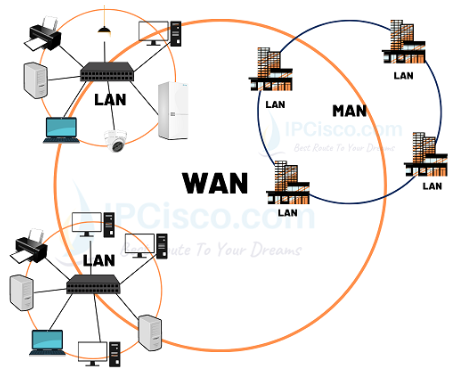 LAN
LAN
LAN
MAN
IPCisco.com
Best Route To Your Dreams
LAN
WAN
LAN
IPCisco.com
Best Route To Your Dreams
LAN